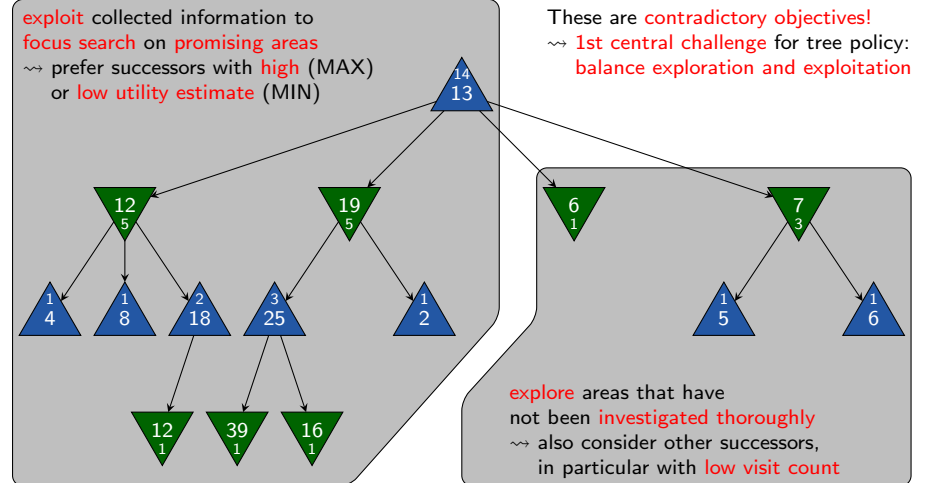 exploit collected information to
focus search on promising areas
⇝ prefer successors with high (MAX)
or low utility estimate (MIN)
These are contradictory objectives!
⇝ 1st central challenge for tree policy:
balance exploration and exploitation
14
13
12
5
19
5
6
1
7
3
1
4
1
8
2
18
3
25
1
2
1
5
1
6
12
1
39
1
16
1
explore areas that have
not been investigated thoroughly
⇝ also consider other successors,
in particular with low visit count